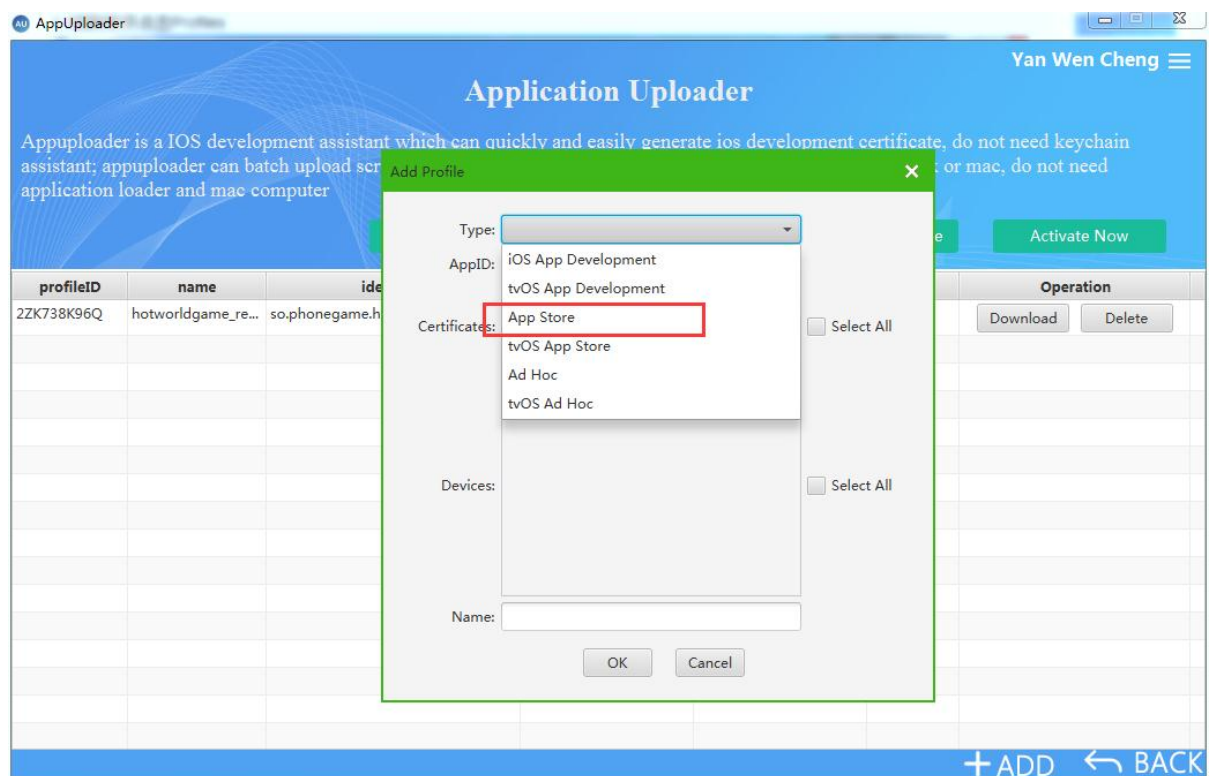 AppUploader
Yan Wen Cheng
Application Uploader
Appuploader is a IOS development assistant which can quickly and easily generate ios development certificate, do not need keychain
assistant; appuploader can batch upload scr or mac, do not need
application loader and mac computer
Activate Now
Add Profile
Type:
AppID:
Certificates:
iOS App Development
tvOS App Development
App Store
tvOS App Store
Ad Hoc
tvOS Ad Hoc
Select All
Devices:
Select All
Name:
OK Cancel
profileID name ide Operation
2ZK738K96Q hotworldgame_re... so.phonegame.h Download Delete
ADD BACK